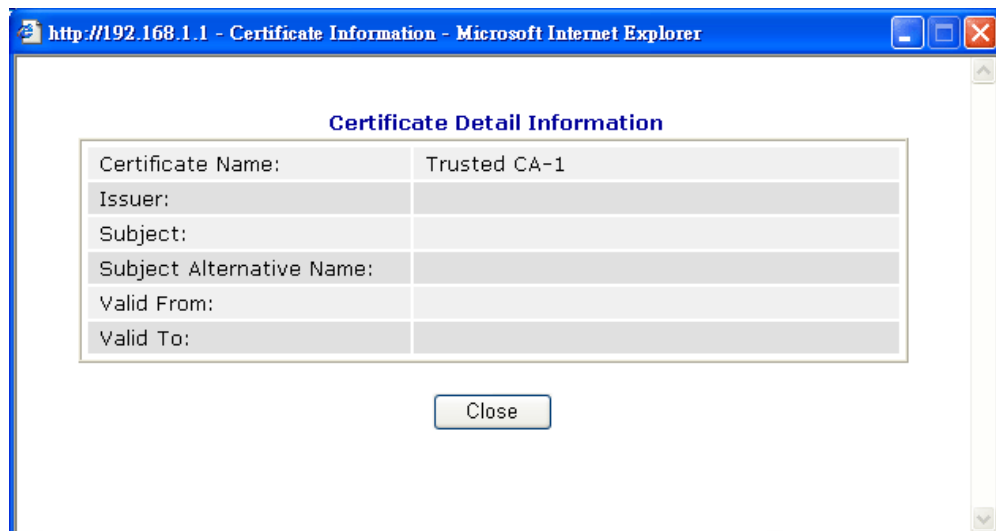 http://192.168.1.1 - Certificate Information - Microsoft Internet Explorer
Certificate Detail Information
Certificate Name: Trusted CA-1
Issuer:
Subject:
Subject Alternative Name:
Valid From:
Valid To:
Close